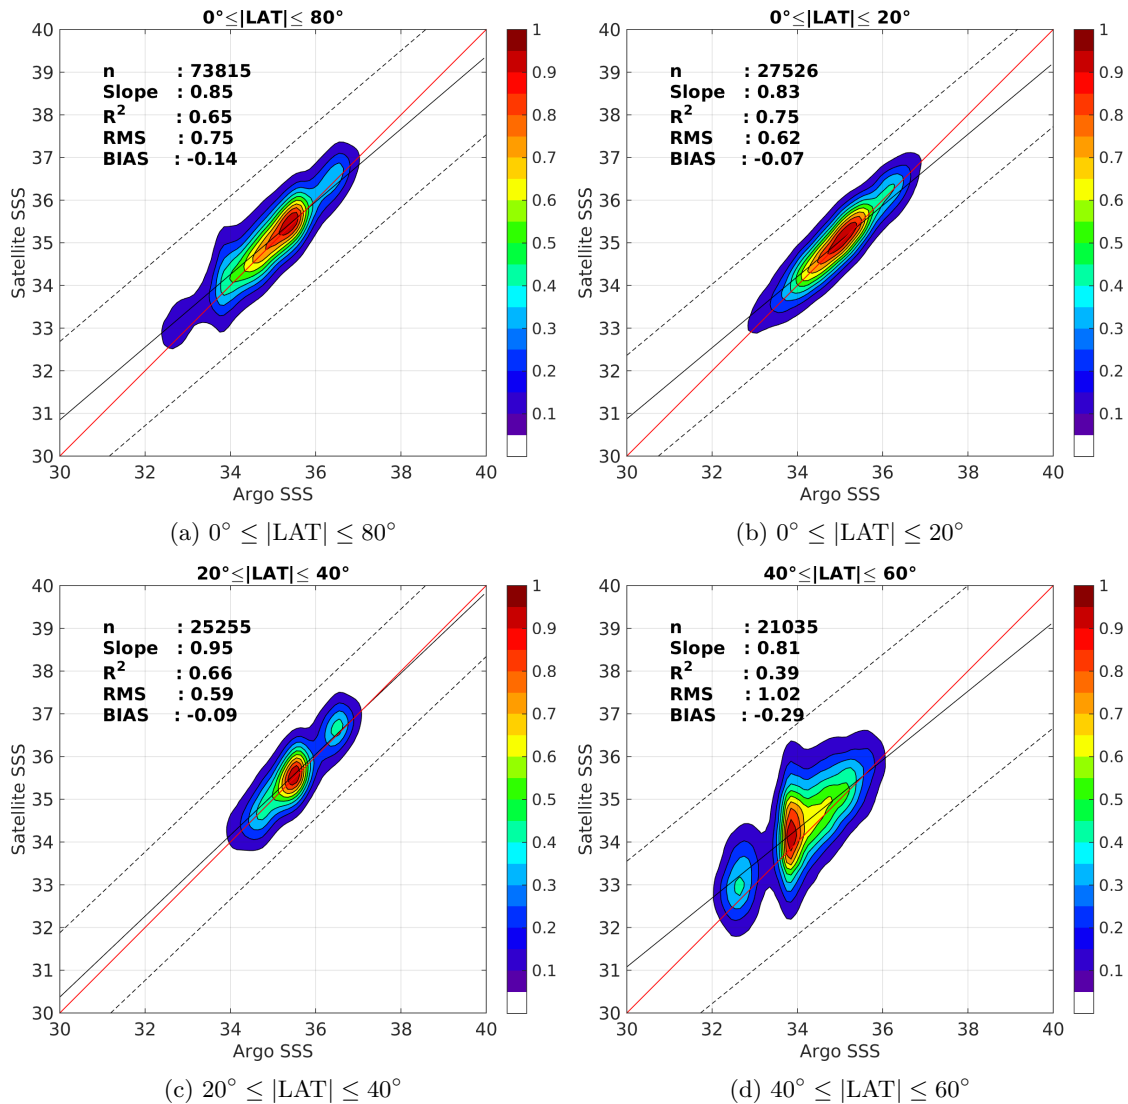 0°≤|LAT|≤ 80°
n : 73815
Slope : 0.85
R² : 0.65
RMS : 0.75
BIAS : -0.14
Satellite SSS
40
39
38
37
36
35
34
33
32
31
30
30 32 34 36 38 40
Argo SSS
1
0.9
0.8
0.7
0.6
0.5
0.4
0.3
0.2
0.1
(a) 0° ≤ |LAT| ≤ 80°
0°≤|LAT|≤ 20°
n : 27526
Slope : 0.83
R² : 0.75
RMS : 0.62
BIAS : -0.07
Satellite SSS
40
39
38
37
36
35
34
33
32
31
30
30 32 34 36 38 40
Argo SSS
1
0.9
0.8
0.7
0.6
0.5
0.4
0.3
0.2
0.1
(b) 0° ≤ |LAT| ≤ 20°
20°≤|LAT|≤ 40°
n : 25255
Slope : 0.95
R² : 0.66
RMS : 0.59
BIAS : -0.09
Satellite SSS
40
39
38
37
36
35
34
33
32
31
30
30 32 34 36 38 40
Argo SSS
1
0.9
0.8
0.7
0.6
0.5
0.4
0.3
0.2
0.1
(c) 20° ≤ |LAT| ≤ 40°
40°≤|LAT|≤ 60°
n : 21035
Slope : 0.81
R² : 0.39
RMS : 1.02
BIAS : -0.29
Satellite SSS
40
39
38
37
36
35
34
33
32
31
30
30 32 34 36 38 40
Argo SSS
1
0.9
0.8
0.7
0.6
0.5
0.4
0.3
0.2
0.1
(d) 40° ≤ |LAT| ≤ 60°